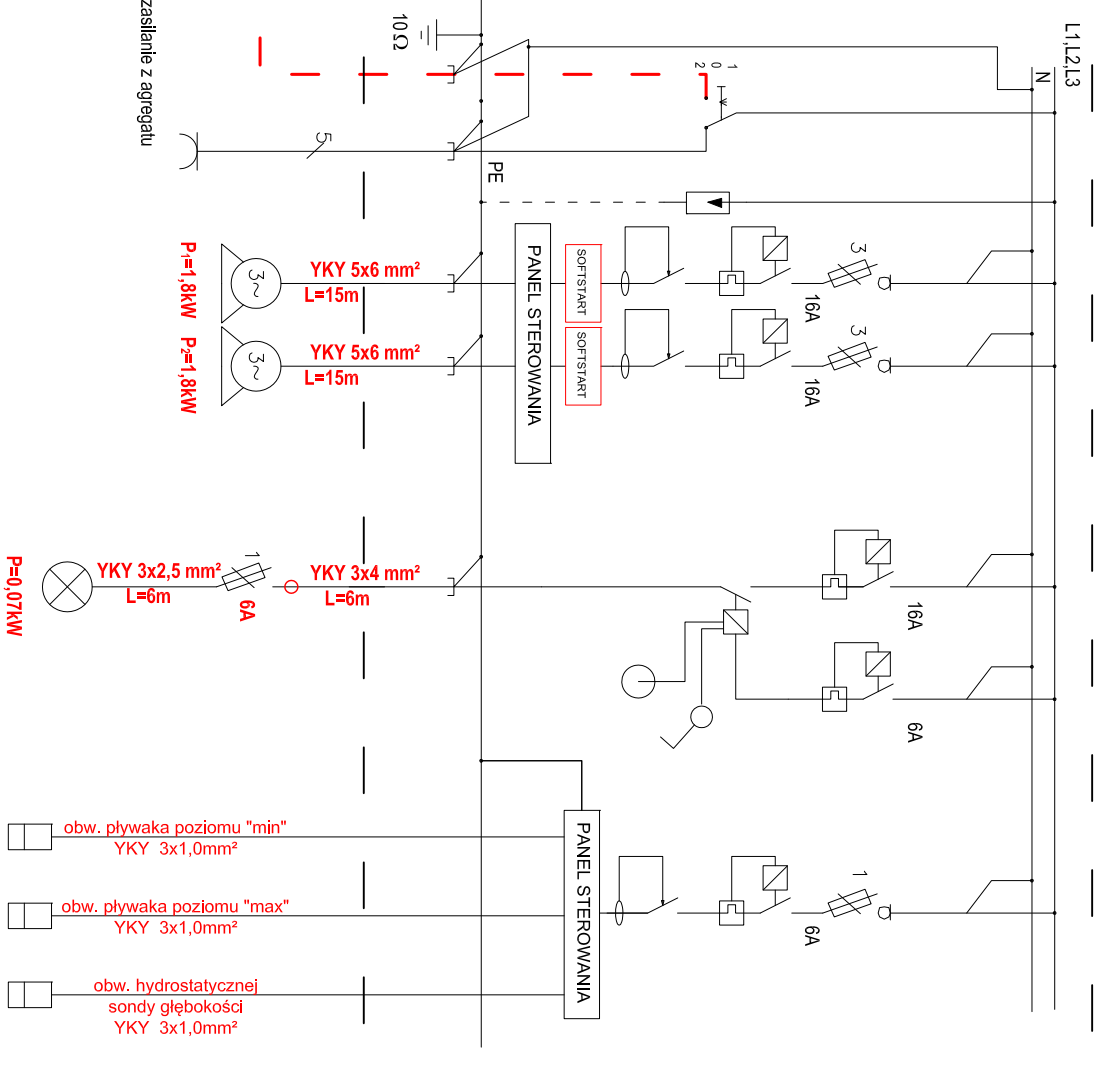 L1,L2,L3
N
10Ω
1
0
2
zasilanie z agregatu
5
PE
3
16A
SOFTSTART
PANEL STEROWANIA
YKY 5x6 mm²
L=15m
3~
P₁=1,8kW
3
16A
SOFTSTART
YKY 5x6 mm²
L=15m
3~
P₂=1,8kW
16A
6A
YKY 3x4 mm²
L=6m
1
6A
YKY 3x2,5 mm²
L=6m
P=0,07kW
1
6A
PANEL STEROWANIA
obw. pływaka poziomu "min"
YKY 3x1,0mm²
obw. pływaka poziomu "max"
YKY 3x1,0mm²
obw. hydrostatycznej
sondy głębokości
YKY 3x1,0mm²